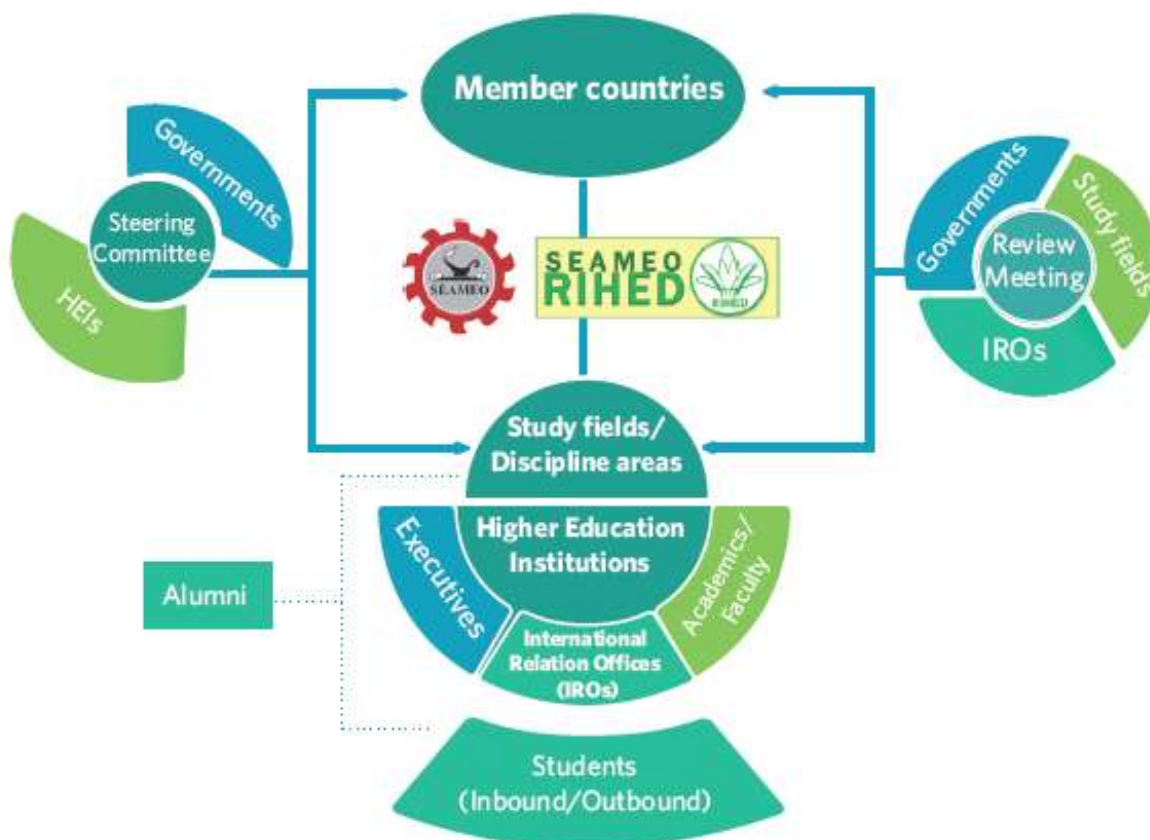 Member countries
Governments
Steering
Committee
HEIs
SEAMEO
SEAMEO
RIHED
RIHED
Governments
Study fields
Review
Meeting
IROs
Study fields/
Discipline areas
Higher Education
Institutions
Executives
Academics/
Faculty
International
Relation Offices
(IROs)
Alumni
Students
(Inbound/Outbound)